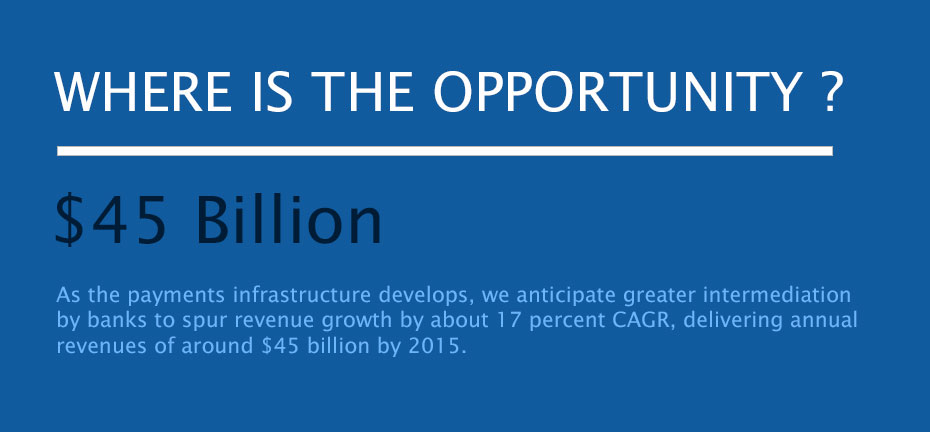 WHERE IS THE OPPORTUNITY ?
$45 Billion
As the payments infrastructure develops, we anticipate greater intermediation
by banks to spur revenue growth by about 17 percent CAGR, delivering annual
revenues of around $45 billion by 2015.